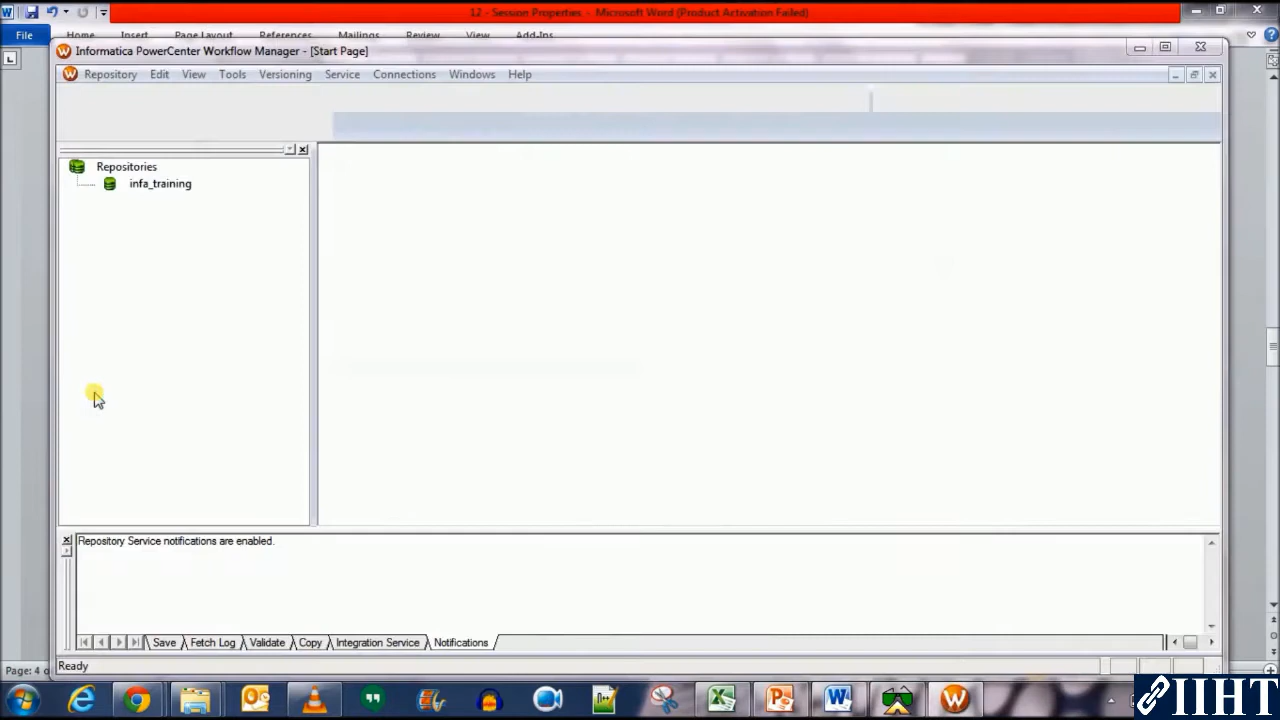 12 - Session Properties - Microsoft Word (Product Activation Failed)
File Home Insert Page Layout References Mailings Review View Add-Ins
Informatica PowerCenter Workflow Manager - [Start Page]
Repository Edit View Tools Versioning Service Connections Windows Help
Repositories
infa_training
Repository Service notifications are enabled.
Save Fetch Log Validate Copy Integration Service Notifications
Ready
Page: 4 o
IIHT